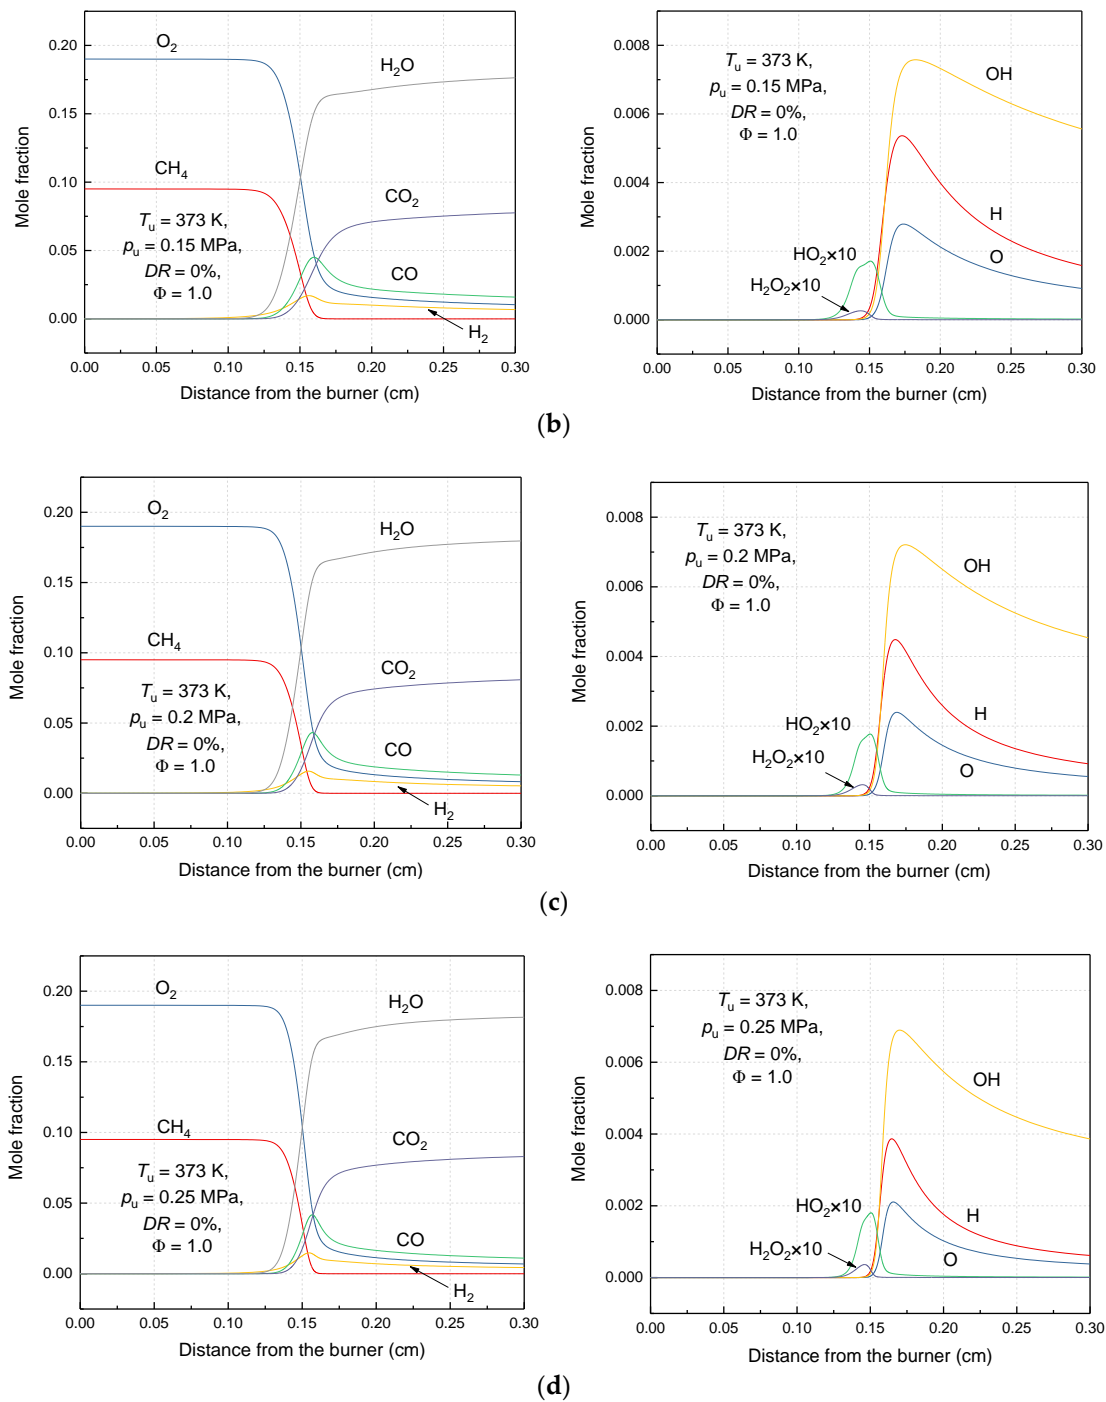 O2
H2O
CH4
CO2
CO
H2
Tu = 373 K,
pu = 0.15 MPa,
DR = 0%,
Φ = 1.0
0.20
0.15
0.10
0.05
0.00
Mole fraction
0.00 0.05 0.10 0.15 0.20 0.25 0.30
Distance from the burner (cm)
Tu = 373 K,
pu = 0.15 MPa,
DR = 0%,
Φ = 1.0
OH
H
O
HO2×10
H2O2×10
0.008
0.006
0.004
0.002
0.000
Mole fraction
0.00 0.05 0.10 0.15 0.20 0.25 0.30
Distance from the burner (cm)
(b)
O2
H2O
CH4
CO2
CO
H2
Tu = 373 K,
pu = 0.2 MPa,
DR = 0%,
Φ = 1.0
0.20
0.15
0.10
0.05
0.00
Mole fraction
0.00 0.05 0.10 0.15 0.20 0.25 0.30
Distance from the burner (cm)
Tu = 373 K,
pu = 0.2 MPa,
DR = 0%,
Φ = 1.0
OH
H
O
HO2×10
H2O2×10
0.008
0.006
0.004
0.002
0.000
Mole fraction
0.00 0.05 0.10 0.15 0.20 0.25 0.30
Distance from the burner (cm)
(c)
O2
H2O
CH4
CO2
CO
H2
Tu = 373 K,
pu = 0.25 MPa,
DR = 0%,
Φ = 1.0
0.20
0.15
0.10
0.05
0.00
Mole fraction
0.00 0.05 0.10 0.15 0.20 0.25 0.30
Distance from the burner (cm)
Tu = 373 K,
pu = 0.25 MPa,
DR = 0%,
Φ = 1.0
OH
H
O
HO2×10
H2O2×10
0.008
0.006
0.004
0.002
0.000
Mole fraction
0.00 0.05 0.10 0.15 0.20 0.25 0.30
Distance from the burner (cm)
(d)